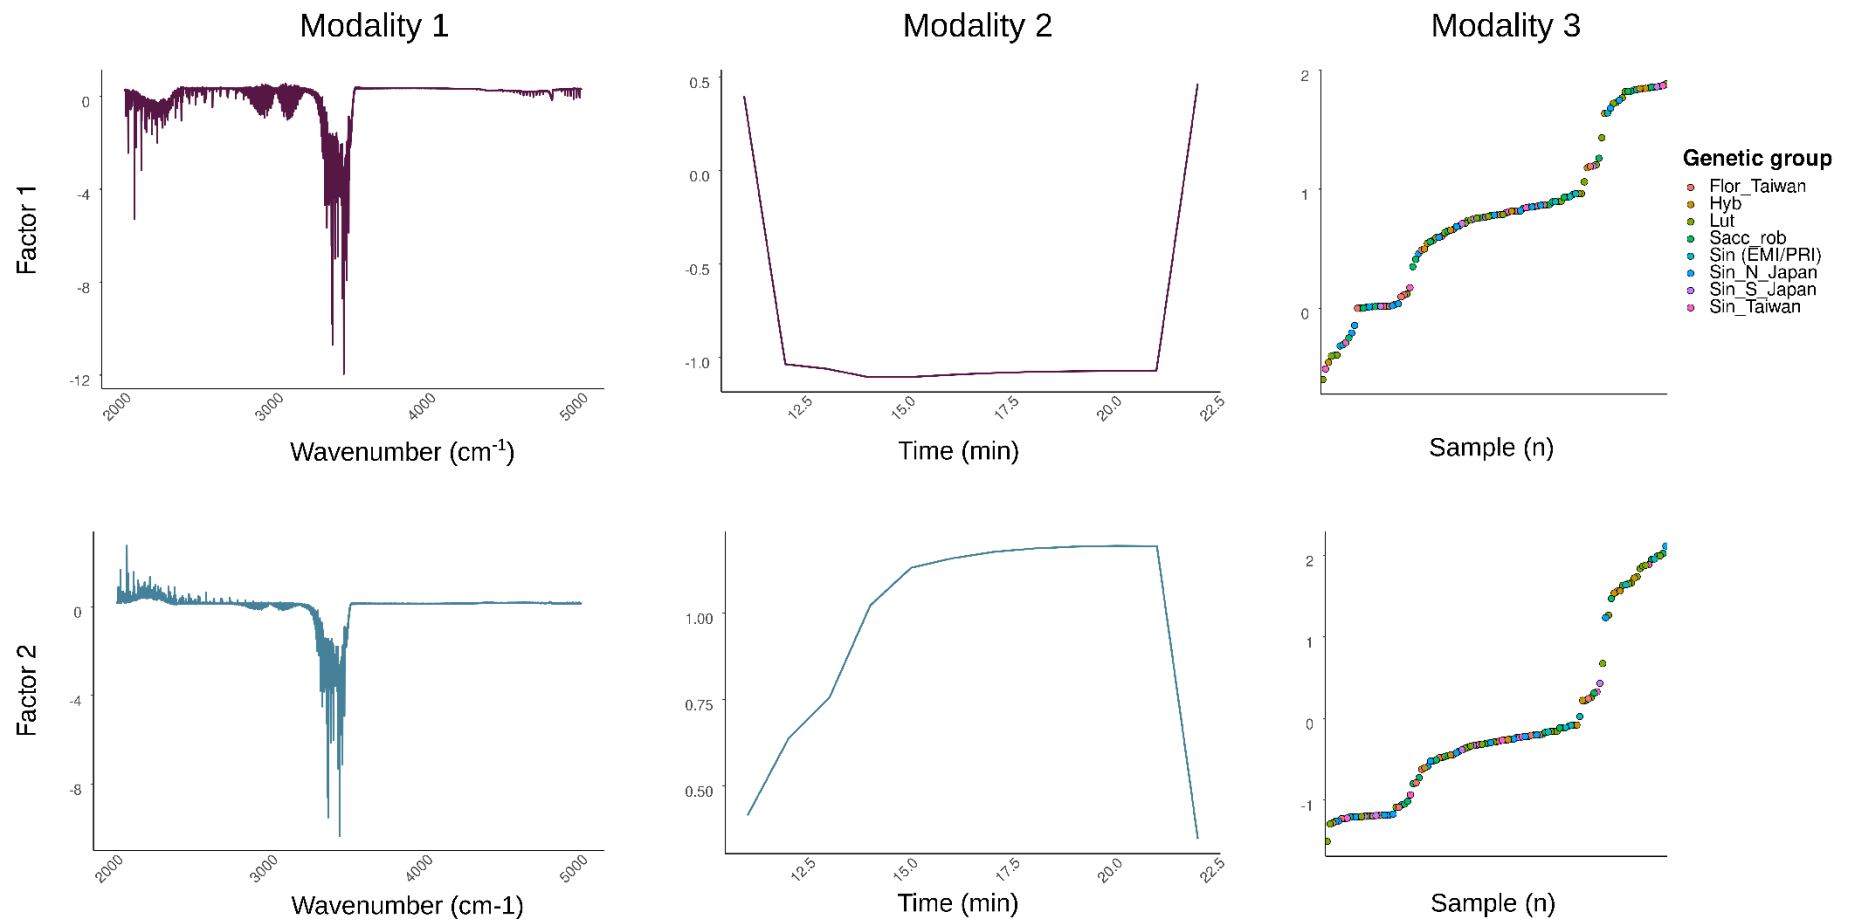 Modality 1
Modality 2
Modality 3
Factor 1
0
-4
-8
-12
2000
3000
4000
5000
Wavenumber (cm-1)
0.5
0.0
-0.5
-1.0
12.5
15.0
17.5
20.0
22.5
Time (min)
2
1
0
Sample (n)
Genetic group
Flor_Taiwan
Hyb
Lut
Sacc_rob
Sin (EMI/PRI)
Sin_N_Japan
Sin_S_Japan
Sin_Taiwan
Factor 2
0
-4
-8
2000
3000
4000
5000
Wavenumber (cm-1)
1.00
0.75
0.50
12.5
15.0
17.5
20.0
22.5
Time (min)
2
1
0
-1
Sample (n)